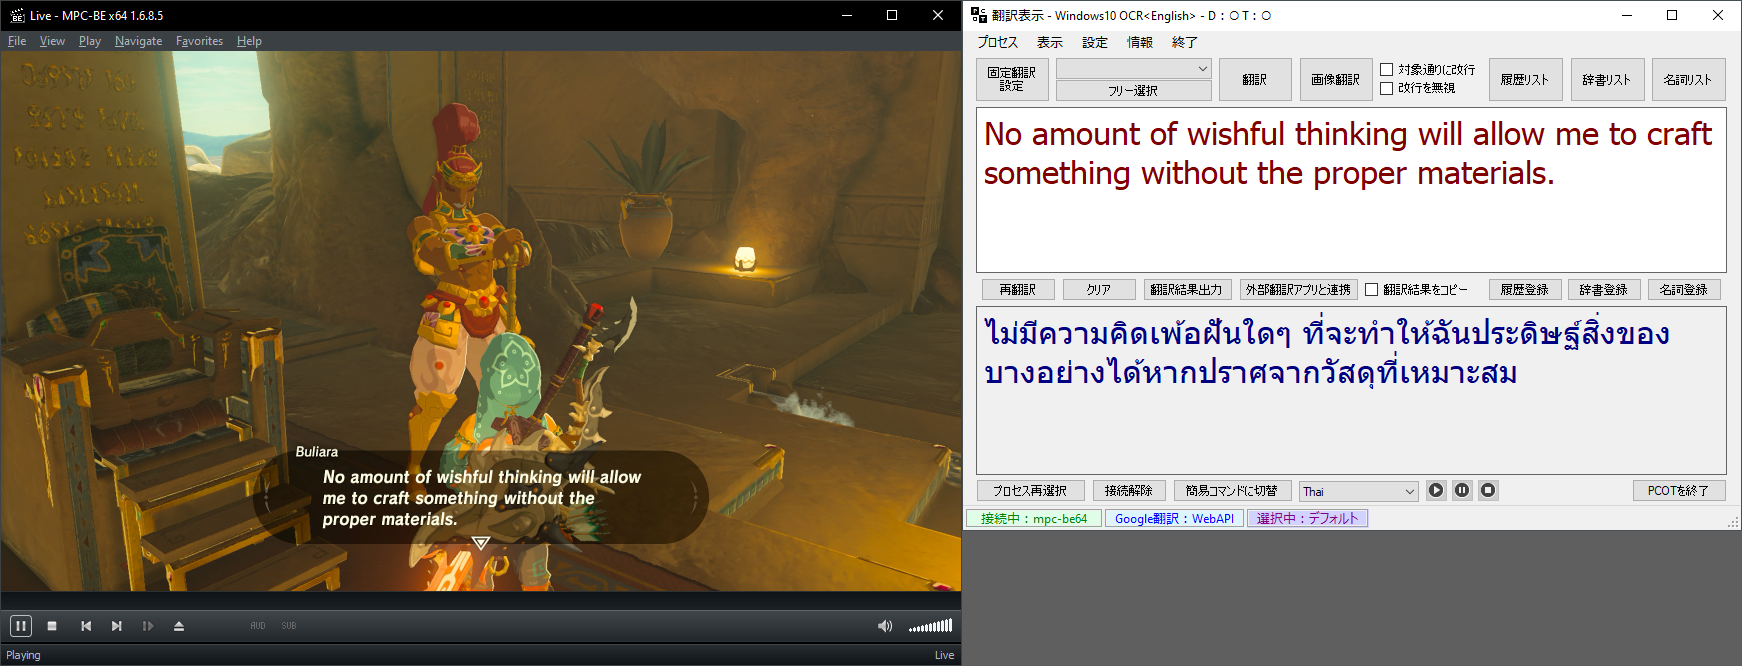 Live - MPC-BE x64 1.6.8.5
File View Play Navigate Favorites Help
Buliara
No amount of wishful thinking will allow
me to craft something without the
proper materials.
AUD SUB
Playing
Live
翻訳表示 - Windows10 OCR<English> - D：〇 T：〇
プロセス 表示 設定 情報 終了
固定翻訳
設定
フリー選択
翻訳
画像翻訳
対象通りに改行
改行を無視
履歴リスト
辞書リスト
名詞リスト
No amount of wishful thinking will allow me to craft
something without the proper materials.
再翻訳
クリア
翻訳結果出力
外部翻訳アプリと連携
翻訳結果をコピー
履歴登録
辞書登録
名詞登録
ไม่มีความคิดเพ้อฝันใดๆ ที่จะทำให้ฉันประดิษฐ์สิ่งของ
บางอย่างได้หากปราศจากวัสดุที่เหมาะสม
プロセス再選択
接続解除
簡易コマンドに切替
Thai
PCOTを終了
接続中：mpc-be64
Google翻訳：WebAPI
選択中：デフォルト